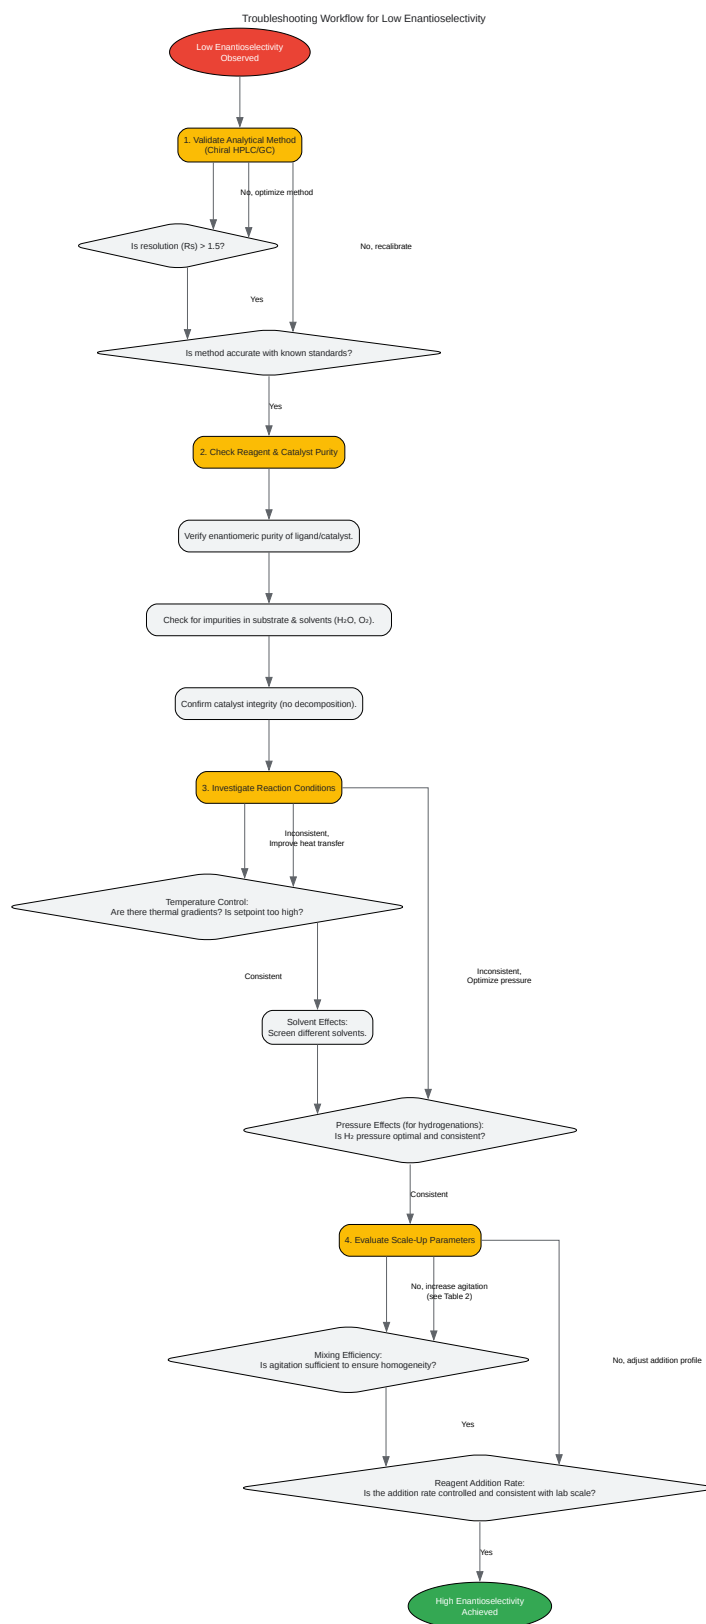 Troubleshooting Workflow for Low Enantioselectivity
Low Enantioselectivity
Observed
1. Validate Analytical Method
(Chiral HPLC/GC)
No, optimize method
Is resolution (Rs) > 1.5?
No, recalibrate
Yes
Is method accurate with known standards?
Yes
2. Check Reagent & Catalyst Purity
Verify enantiomeric purity of ligand/catalyst.
Check for impurities in substrate & solvents (H₂O, O₂).
Confirm catalyst integrity (no decomposition).
3. Investigate Reaction Conditions
Inconsistent,
Improve heat transfer
Temperature Control:
Are there thermal gradients? Is setpoint too high?
Consistent
Inconsistent,
Optimize pressure
Solvent Effects:
Screen different solvents.
Pressure Effects (for hydrogenations):
Is H₂ pressure optimal and consistent?
Consistent
4. Evaluate Scale-Up Parameters
No, increase agitation
(see Table 2)
Mixing Efficiency:
Is agitation sufficient to ensure homogeneity?
No, adjust addition profile
Yes
Reagent Addition Rate:
Is the addition rate controlled and consistent with lab scale?
Yes
High Enantioselectivity
Achieved